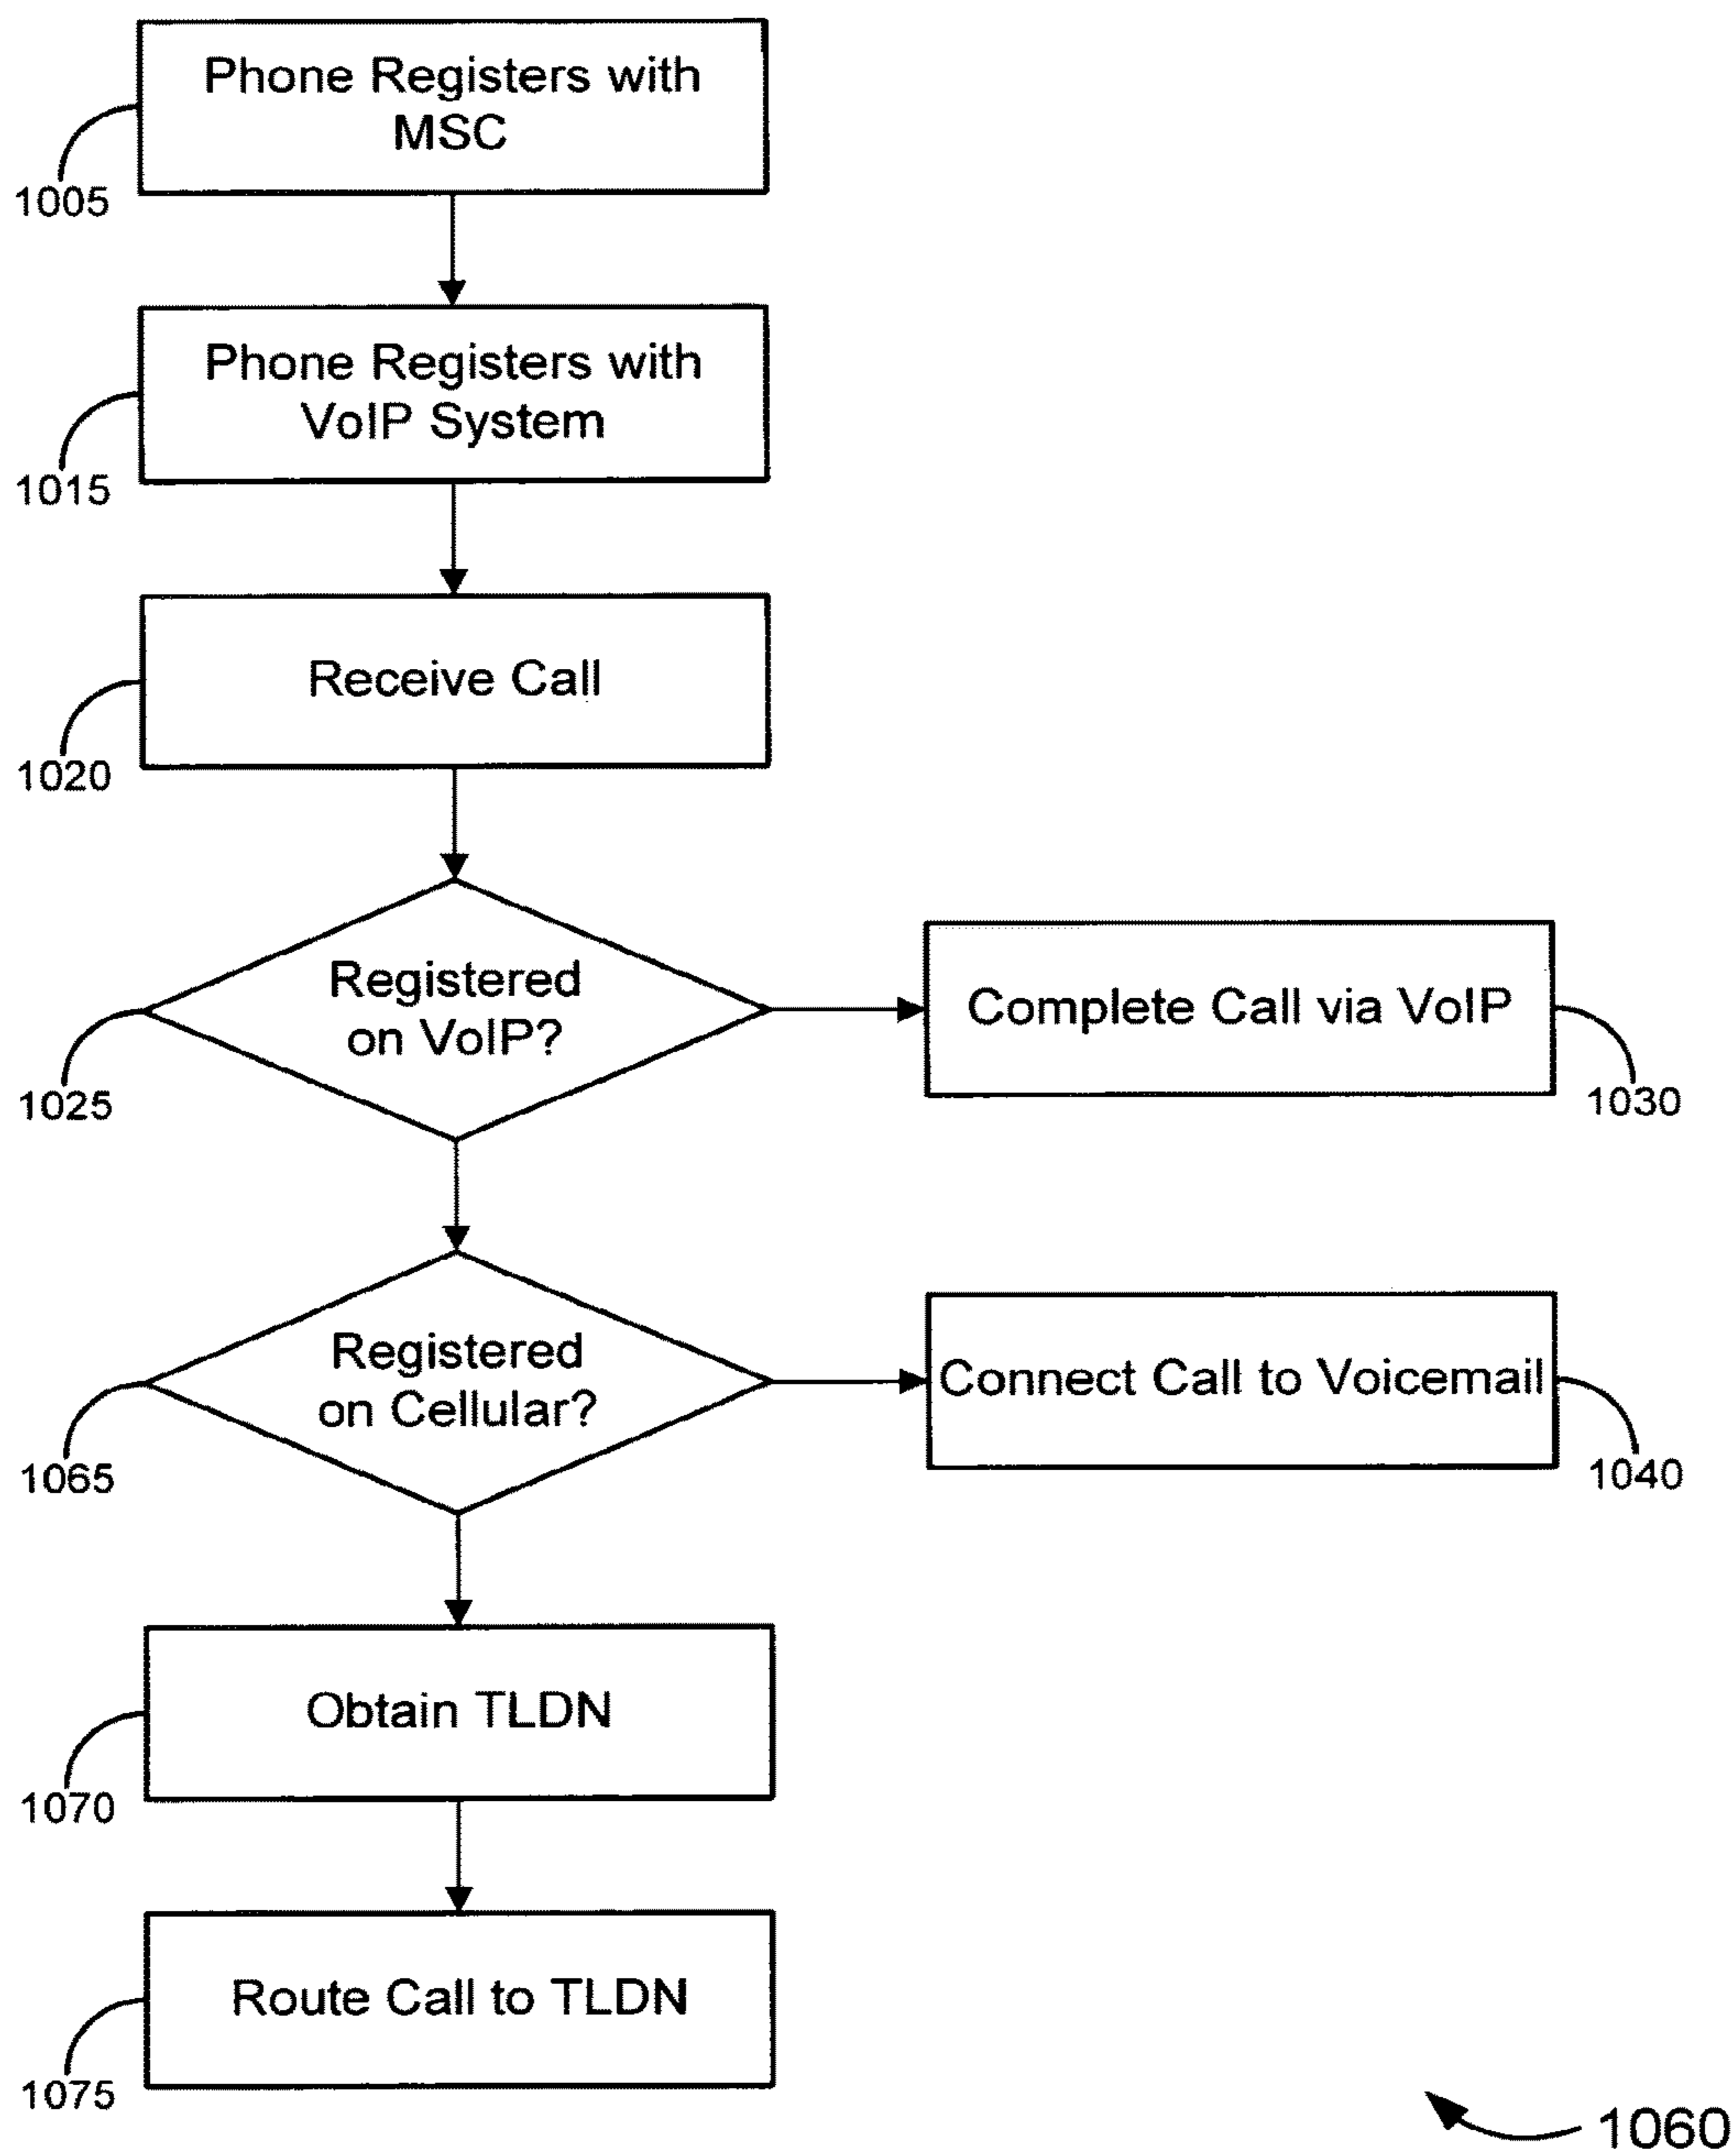 Phone Registers with
MSC
1005
Phone Registers with
VoIP System
1015
Receive Call
1020
Registered
on VoIP?
1025
Complete Call via VoIP
1030
Registered
on Cellular?
1065
Connect Call to Voicemail
1040
Obtain TLDN
1070
Route Call to TLDN
1075
1060